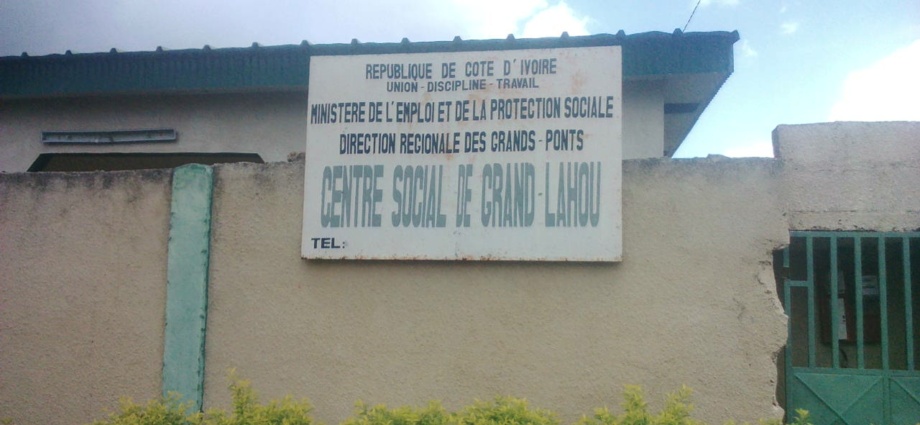 REPUBLIQUE DE COTE D'IVOIRE
UNION-DISCIPLINE-TRAVAIL
MINISTERE DE L'EMPLOI ET DE LA PROTECTION SOCIALE
DIRECTION REGIONALE DES GRANDS-PONTS
CENTRE SOCIAL DE GRAND-LAHOU
TEL: